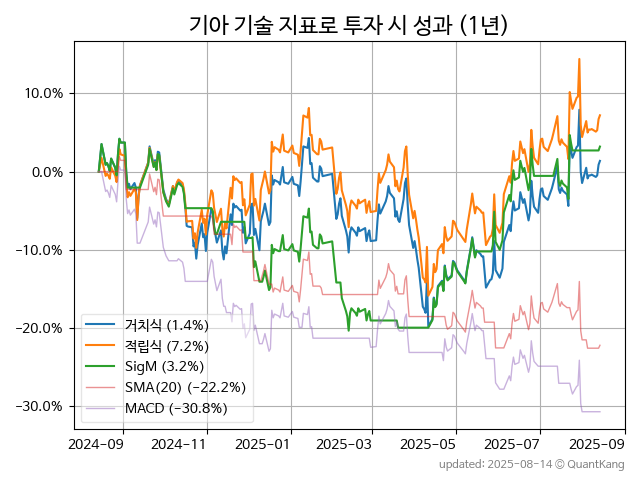 기아 기술 지표로 투자 시 성과 (1년)
10.0%
0.0%
−10.0%
−20.0%
−30.0%
거치식 (1.4%)
적립식 (7.2%)
SigM (3.2%)
SMA(20) (−22.2%)
MACD (−30.8%)
2024−09 2024−11 2025−01 2025−03 2025−05 2025−07 2025−09
updated: 2025−08−14 © QuantKang